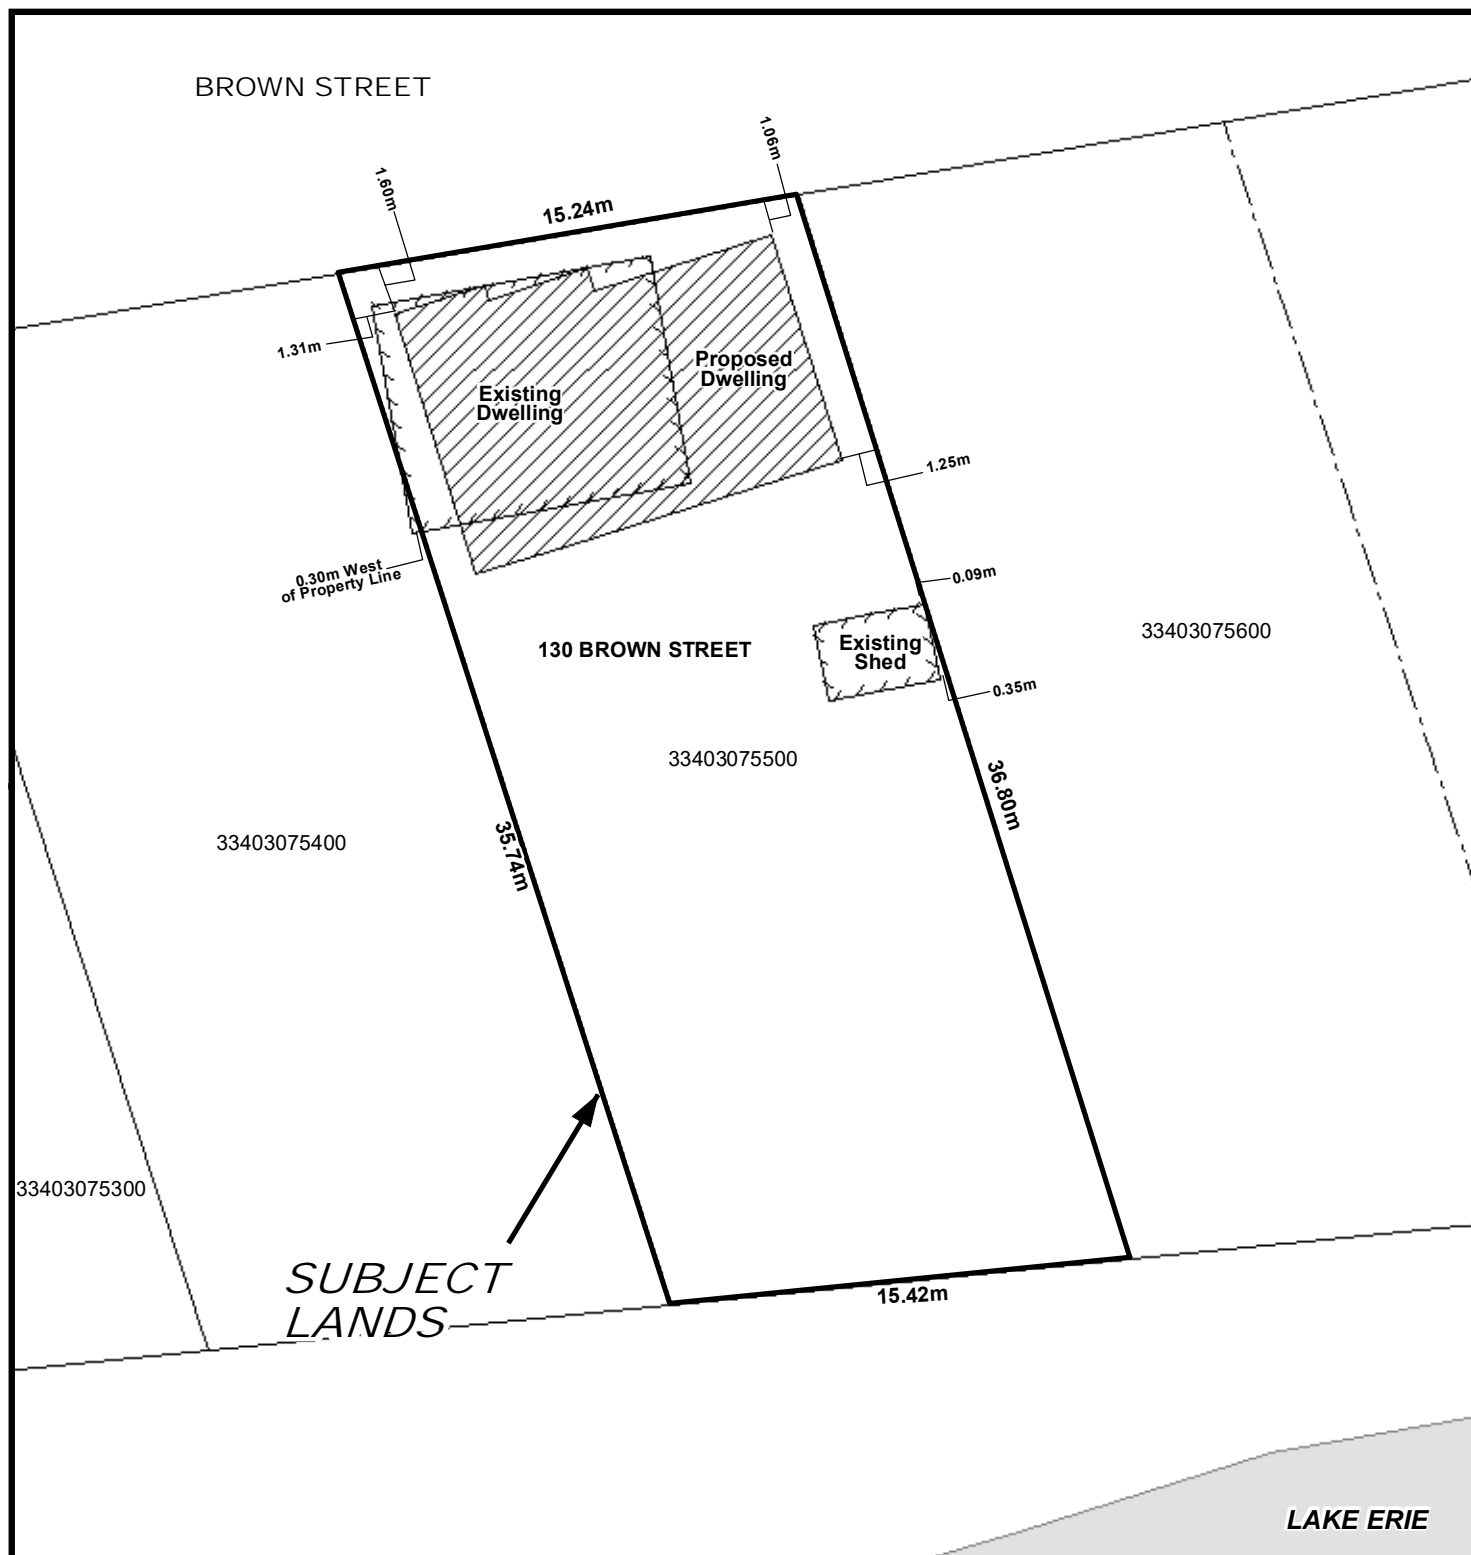 BROWN STREET
1.06m
1.60m
15.24m
1.31m
Proposed
Dwelling
Existing
Dwelling
1.25m
0.30m West
of Property Line
0.09m
130 BROWN STREET
Existing
Shed
33403075600
0.35m
33403075500
36.80m
33403075400
35.74m
33403075300
SUBJECT
LANDS
15.42m
LAKE ERIE